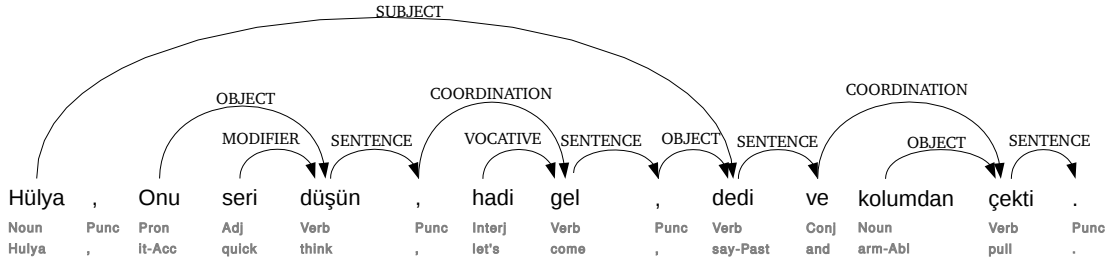 SUBJECT
COORDINATION
COORDINATION
OBJECT
MODIFIER SENTENCE VOCATIVE SENTENCE OBJECT SENTENCE OBJECT SENTENCE
Hülya , Onu seri düşün , hadi gel , dedi ve kolumdan çekti .
Noun Punc Pron Adj Verb Punc Interj Verb Punc Verb Conj Noun Verb Punc
Hulya , it-Acc quick think , let's come , say-Past and arm-Abl pull .